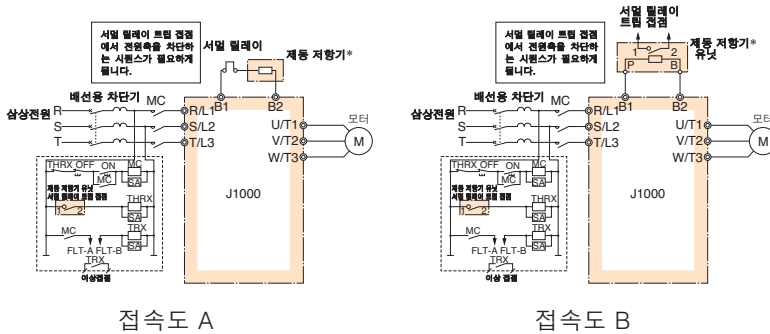 서멀 릴레이 트립 접점
에서 전원측을 차단하
는 시퀀스가 필요하게
됩니다.
서멀 릴레이
제동 저항기*
배선용 차단기
MC
B1
B2
삼상전원
R
S
T
R/L1
S/L2
T/L3
U/T1
V/T2
W/T3
모터
M
J1000
THRX OFF ON MC
MC
SA
제동 저항기 유닛
서멀 릴레이 트립 접점
1 2
THRX
SA
MC
TRX
SA
FLT-A FLT-B
TRX
이상접점
접속도 A
서멀 릴레이 트립 접점
에서 전원측을 차단하
는 시퀀스가 필요하게
됩니다.
서멀 릴레이
트립 접점
1 2
P B
제동 저항기*
유닛
배선용 차단기
MC
B1
B2
삼상전원
R
S
T
R/L1
S/L2
T/L3
U/T1
V/T2
W/T3
모터
M
J1000
THRX OFF ON MC
MC
SA
제동 저항기 유닛
서멀 릴레이 트립 접점
1 2
THRX
SA
MC
TRX
SA
FLT-A FLT-B
TRX
이상접점
접속도 B